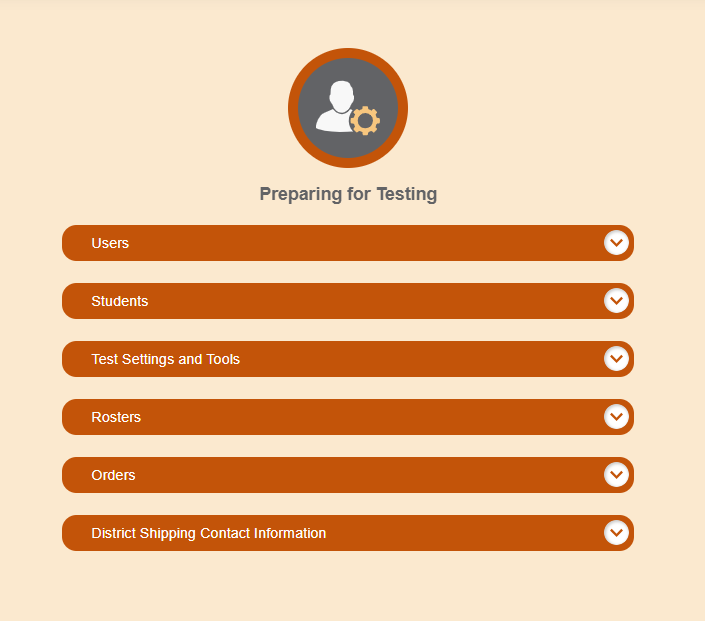 Preparing for Testing
Users
Students
Test Settings and Tools
Rosters
Orders
District Shipping Contact Information